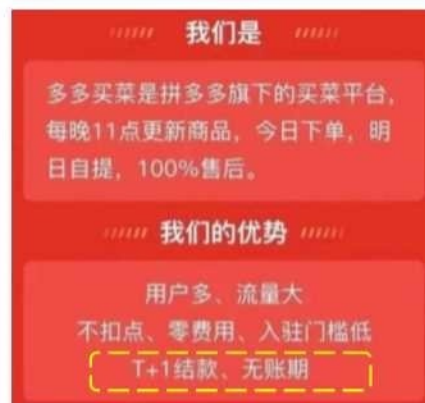 我们是
多多买菜是拼多多旗下的买菜平台,
每晚11点更新商品，今日下单，明
日自提，100%售后。
我们的优势
用户多、流量大
不扣点、零费用、入驻门槛低
T+1结款、无账期